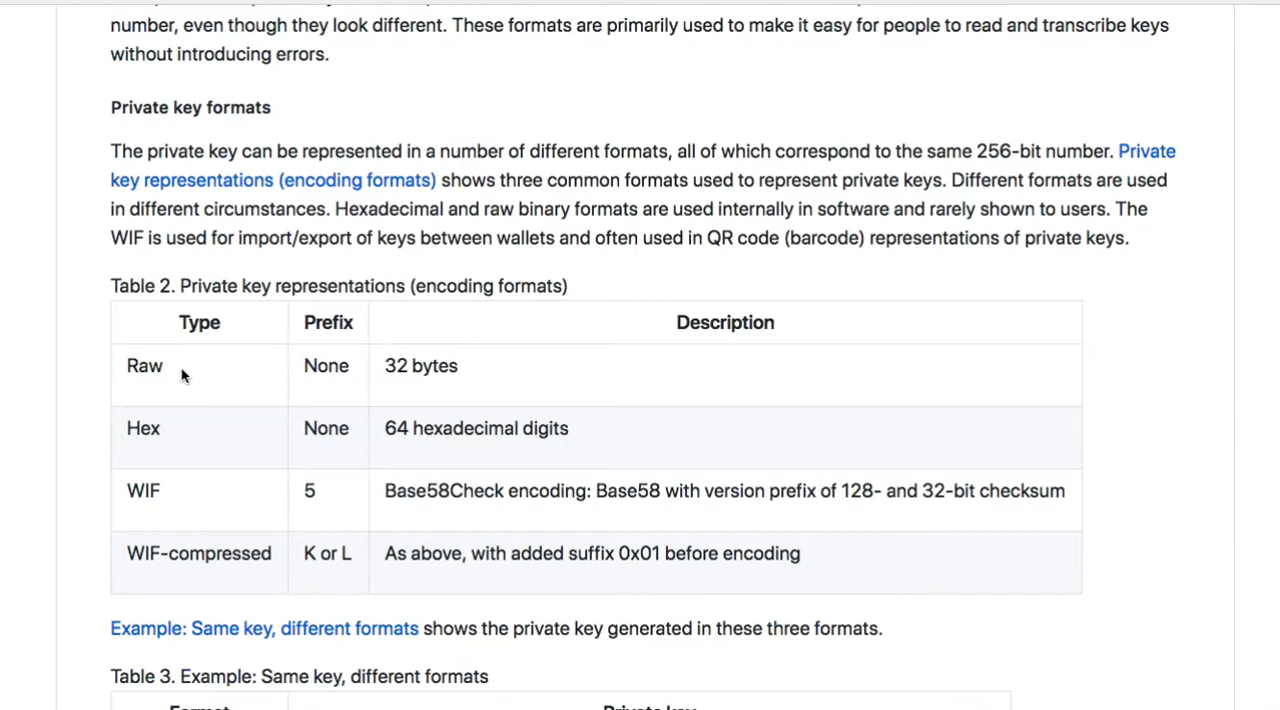 number, even though they look different. These formats are primarily used to make it easy for people to read and transcribe keys
without introducing errors.
Private key formats
The private key can be represented in a number of different formats, all of which correspond to the same 256-bit number. Private
key representations (encoding formats) shows three common formats used to represent private keys. Different formats are used
in different circumstances. Hexadecimal and raw binary formats are used internally in software and rarely shown to users. The
WIF is used for import/export of keys between wallets and often used in QR code (barcode) representations of private keys.
Table 2. Private key representations (encoding formats)
Type Prefix Description
Raw None 32 bytes
Hex None 64 hexadecimal digits
WIF 5 Base58Check encoding: Base58 with version prefix of 128- and 32-bit checksum
WIF-compressed K or L As above, with added suffix 0x01 before encoding
Example: Same key, different formats shows the private key generated in these three formats.
Table 3. Example: Same key, different formats
Format Private key